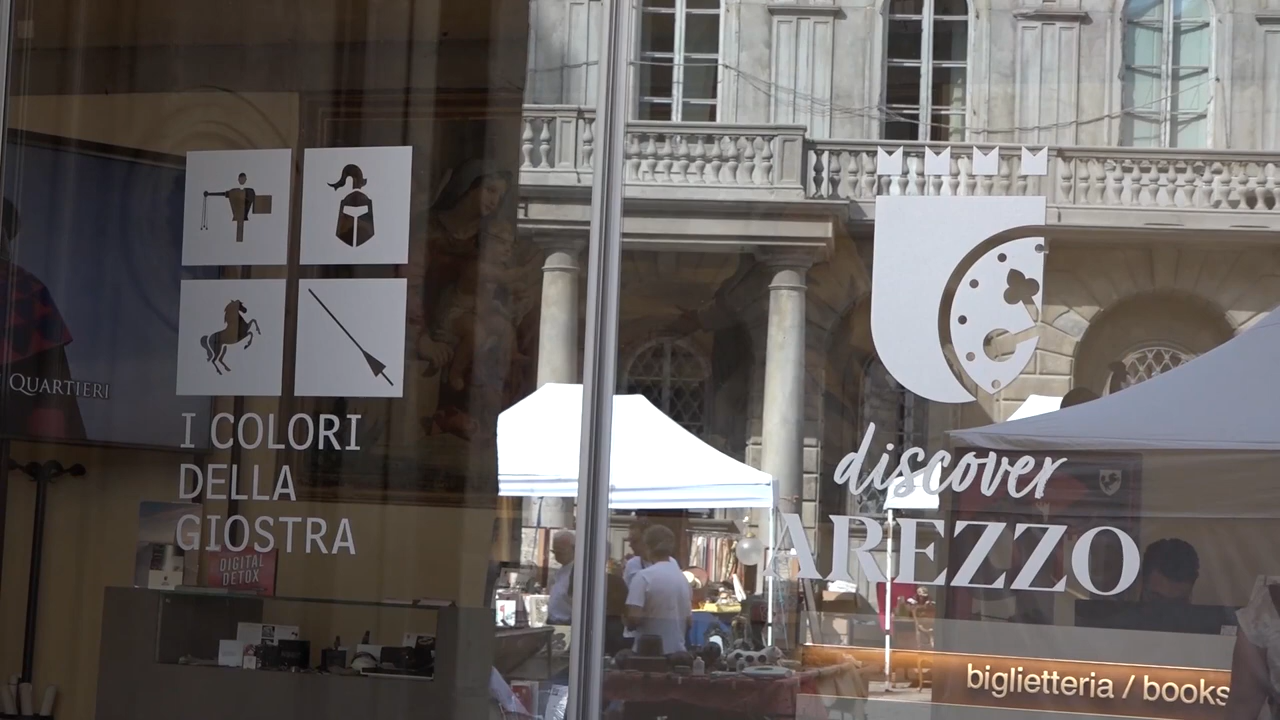 QUARTIERI
I COLORI
DELLA
GIOSTRA
DIGITAL
DETOX
discover
AREZZO
biglietteria / books